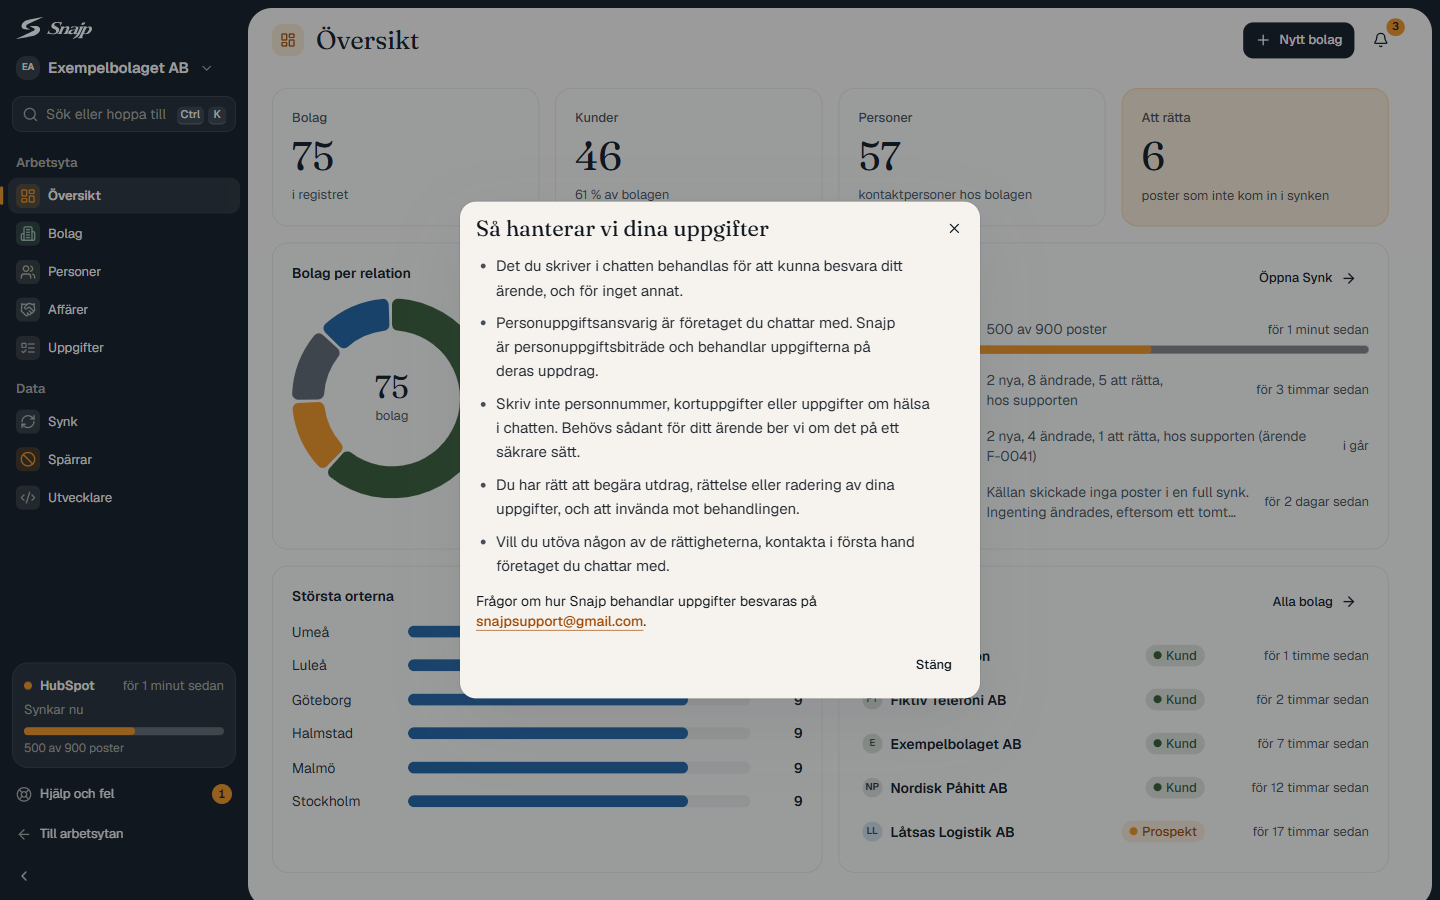 Snajp
EA Exempelbolaget AB
Sök eller hoppa till Ctrl K
Arbetsyta
Översikt
Bolag
Personer
Affärer
Uppgifter
Data
Synk
Spärrar
Utvecklare
HubSpot för 1 minut sedan
Synkar nu
500 av 900 poster
Hjälp och fel 1
Till arbetsytan
Översikt
Nytt bolag
3
Bolag
75
i registret
Kunder
46
61 % av bolagen
Personer
57
kontaktpersoner hos bolagen
Att rätta
6
poster som inte kom in i synken
Bolag per relation
75
bolag
Öppna Synk
500 av 900 poster för 1 minut sedan
2 nya, 8 ändrade, 5 att rätta,
hos supporten
för 3 timmar sedan
2 nya, 4 ändrade, 1 att rätta, hos supporten (ärende
F-0041)
i går
Källan skickade inga poster i en full synk.
Ingenting ändrades, eftersom ett tomt…
för 2 dagar sedan
Så hanterar vi dina uppgifter
• Det du skriver i chatten behandlas för att kunna besvara ditt
ärende, och för inget annat.
• Personuppgiftsansvarig är företaget du chattar med. Snajp
är personuppgiftsbiträde och behandlar uppgifterna på
deras uppdrag.
• Skriv inte personnummer, kortuppgifter eller uppgifter om hälsa
i chatten. Behövs sådant för ditt ärende ber vi om det på ett
säkrare sätt.
• Du har rätt att begära utdrag, rättelse eller radering av dina
uppgifter, och att invända mot behandlingen.
• Vill du utöva någon av de rättigheterna, kontakta i första hand
företaget du chattar med.
Frågor om hur Snajp behandlar uppgifter besvaras på
snajpsupport@gmail.com.
Stäng
Största orterna
Umeå
Luleå
Göteborg 9
Halmstad 9
Malmö 9
Stockholm 9
Alla bolag
Kund för 1 timme sedan
Fiktiv Telefoni AB Kund för 2 timmar sedan
E Exempelbolaget AB Kund för 7 timmar sedan
NP Nordisk Påhitt AB Kund för 12 timmar sedan
LL Låtsas Logistik AB Prospekt för 17 timmar sedan